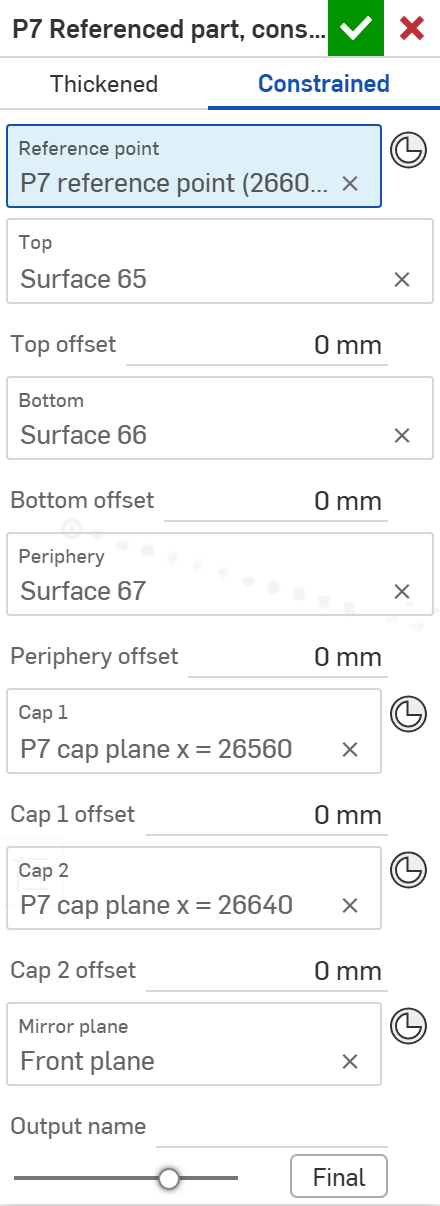 P7 Referenced part, cons...
Thickened
Constrained
Reference point
P7 reference point (2660...
Top
Surface 65
Top offset 0 mm
Bottom
Surface 66
Bottom offset 0 mm
Periphery
Surface 67
Periphery offset 0 mm
Cap 1
P7 cap plane x = 26560
Cap 1 offset 0 mm
Cap 2
P7 cap plane x = 26640
Cap 2 offset 0 mm
Mirror plane
Front plane
Output name
Final